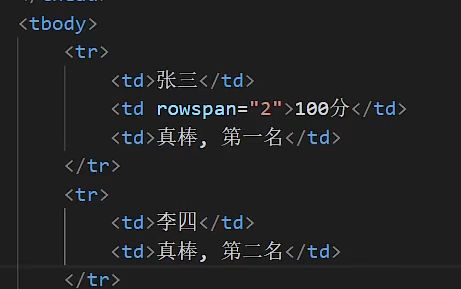 <tbody>
<tr>
<td>张三</td>
<td rowspan="2">100分</td>
<td>真棒, 第一名</td>
</tr>
<tr>
<td>李四</td>
<td>真棒, 第二名</td>
</tr>